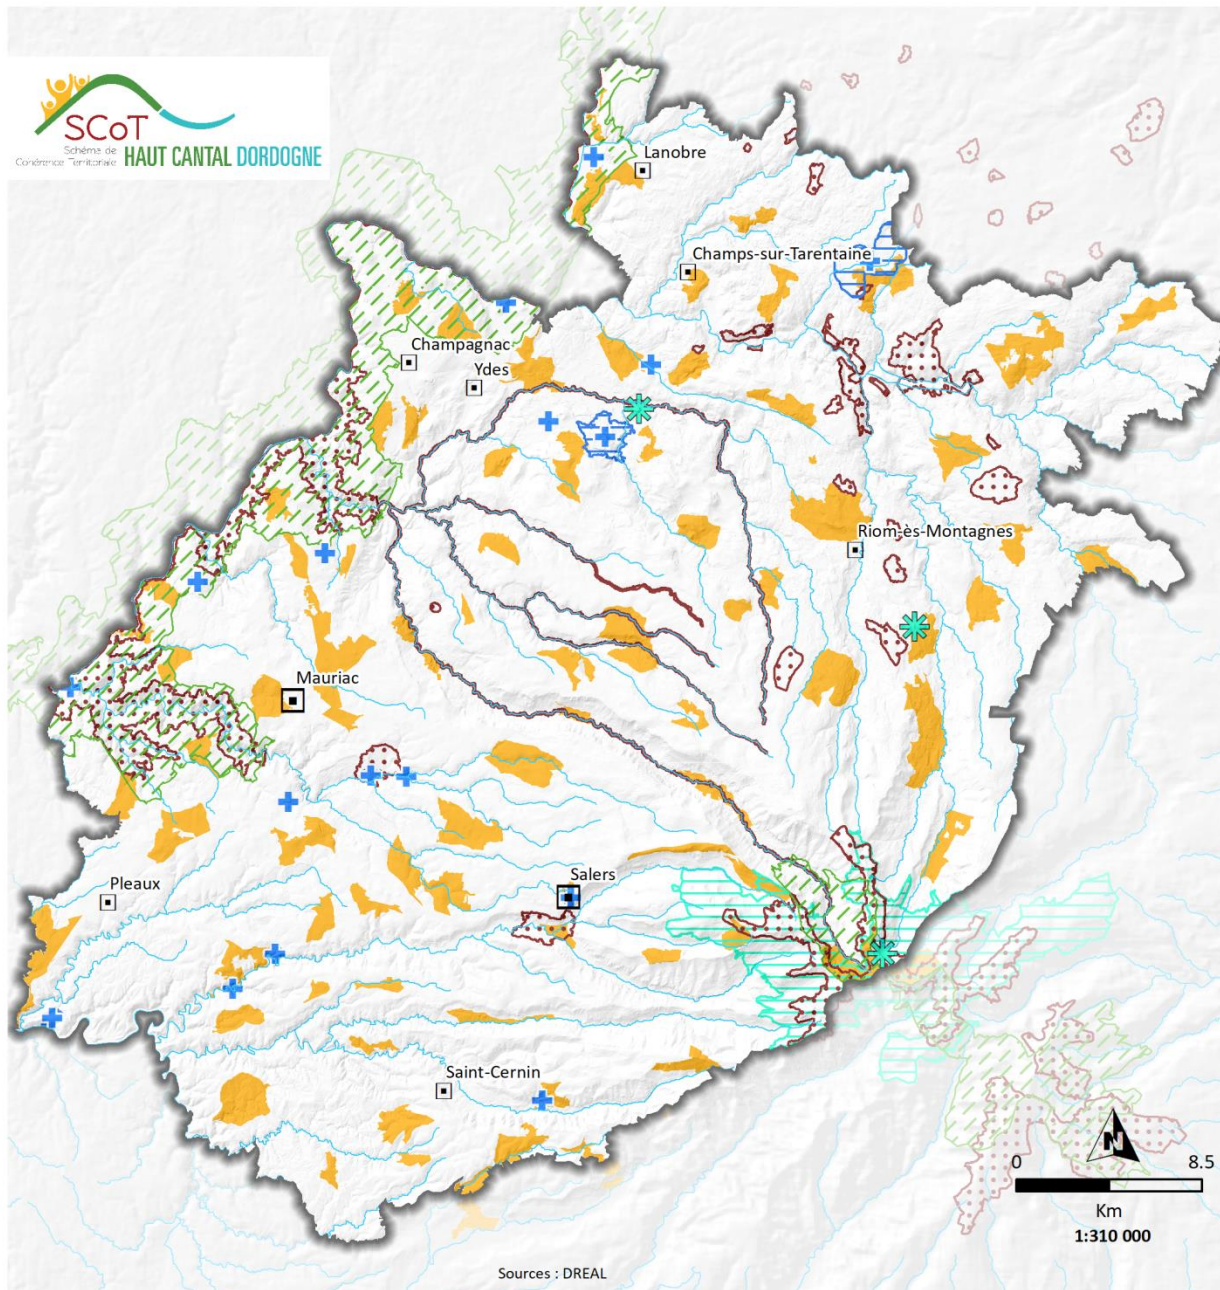 SCoT
Schéma de
Cohérence Territoriale HAUT CANTAL DORDOGNE
Lanobre
Champs-sur-Tarentaine
Champagnac
Ydes
Riom-ès-Montagnes
Mauriac
Salers
Pleaux
Saint-Cernin
N
0 8.5
Km
1:310 000
Sources : DREAL